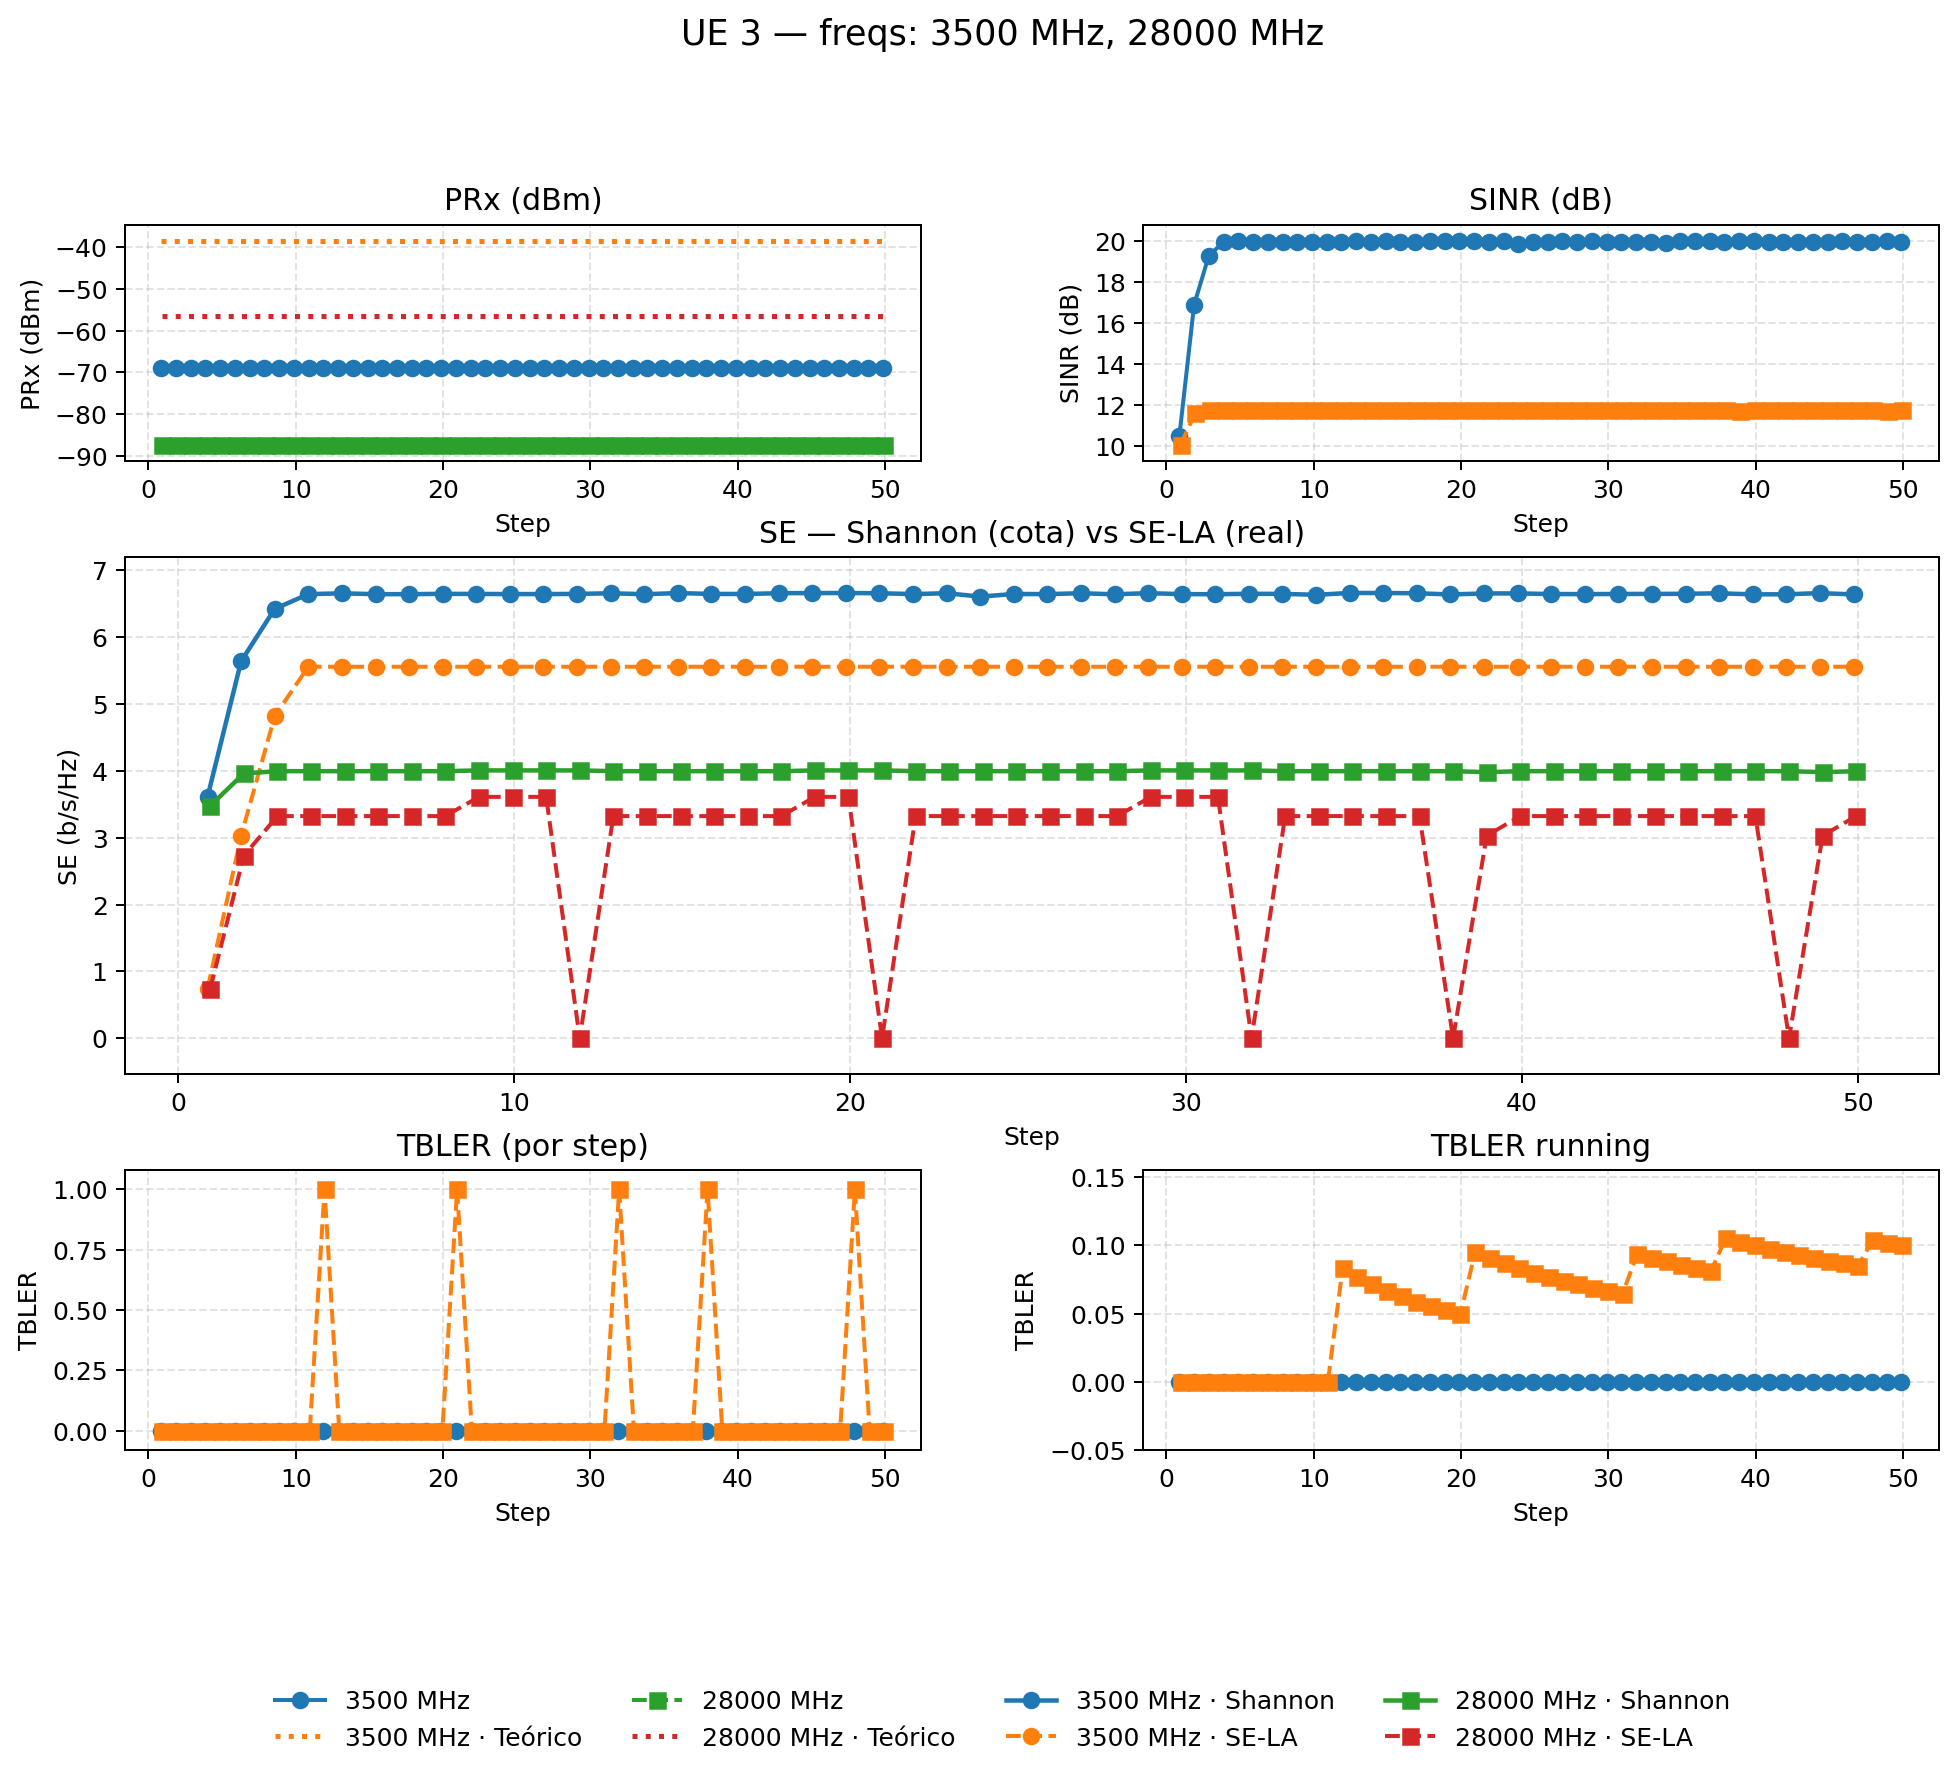 UE 3 — freqs: 3500 MHz, 28000 MHz
PRx (dBm)
PRx (dBm)
−40
−50
−60
−70
−80
−90
0 10 20 30 40 50
Step
SINR (dB)
SINR (dB)
20
18
16
14
12
10
0 10 20 30 40 50
Step
SE — Shannon (cota) vs SE-LA (real)
SE (b/s/Hz)
7
6
5
4
3
2
1
0
0 10 20 30 40 50
Step
TBLER (por step)
TBLER
1.00
0.75
0.50
0.25
0.00
0 10 20 30 40 50
Step
TBLER running
TBLER
0.15
0.10
0.05
0.00
−0.05
0 10 20 30 40 50
Step
3500 MHz 28000 MHz 3500 MHz · Shannon 28000 MHz · Shannon
3500 MHz · Teórico 28000 MHz · Teórico 3500 MHz · SE-LA 28000 MHz · SE-LA